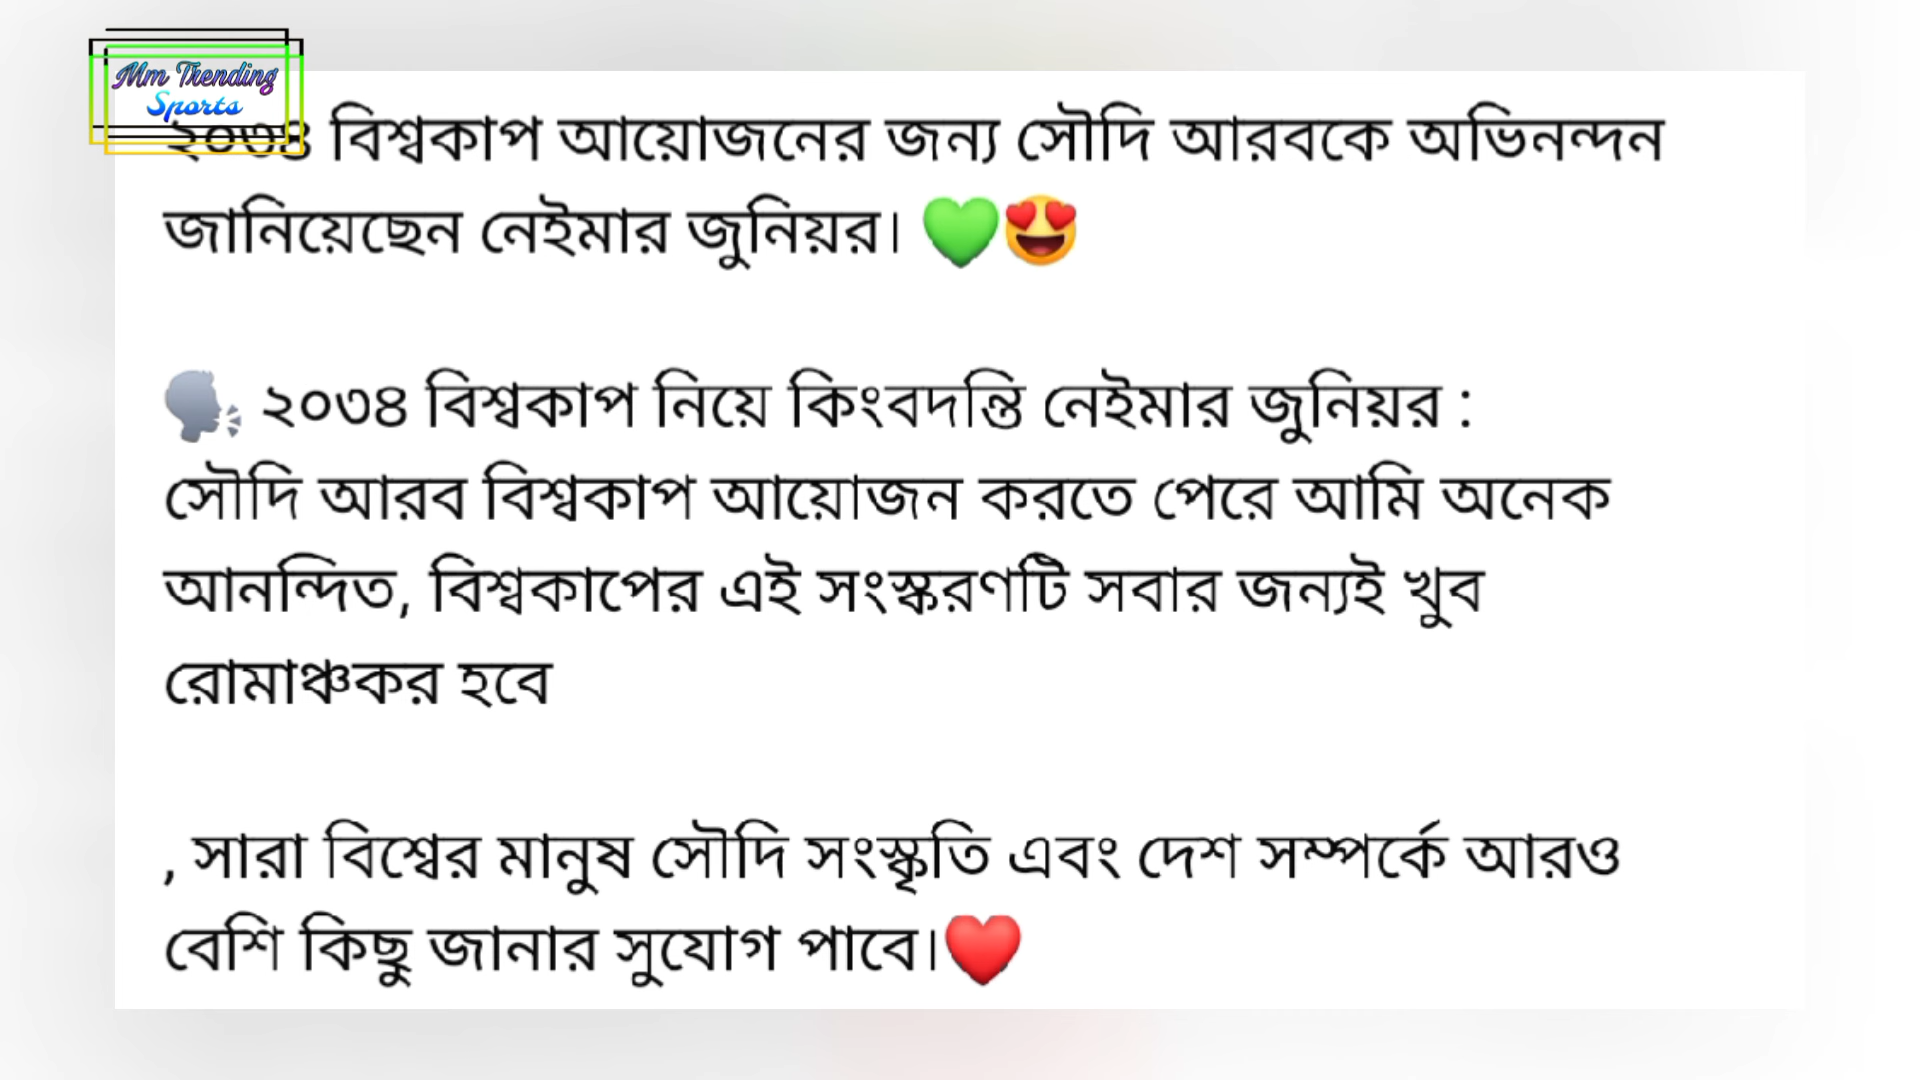 Mm Trending
Sports
২০৩৪ বিশ্বকাপ আয়োজনের জন্য সৌদি আরবকে অভিনন্দন
জানিয়েছেন নেইমার জুনিয়র। 💚😍
🗣️ ২০৩৪ বিশ্বকাপ নিয়ে কিংবদন্তি নেইমার জুনিয়র :
সৌদি আরব বিশ্বকাপ আয়োজন করতে পেরে আমি অনেক
আনন্দিত, বিশ্বকাপের এই সংস্করণটি সবার জন্যই খুব
রোমাঞ্চকর হবে
, সারা বিশ্বের মানুষ সৌদি সংস্কৃতি এবং দেশ সম্পর্কে আরও
বেশি কিছু জানার সুযোগ পাবে।❤️